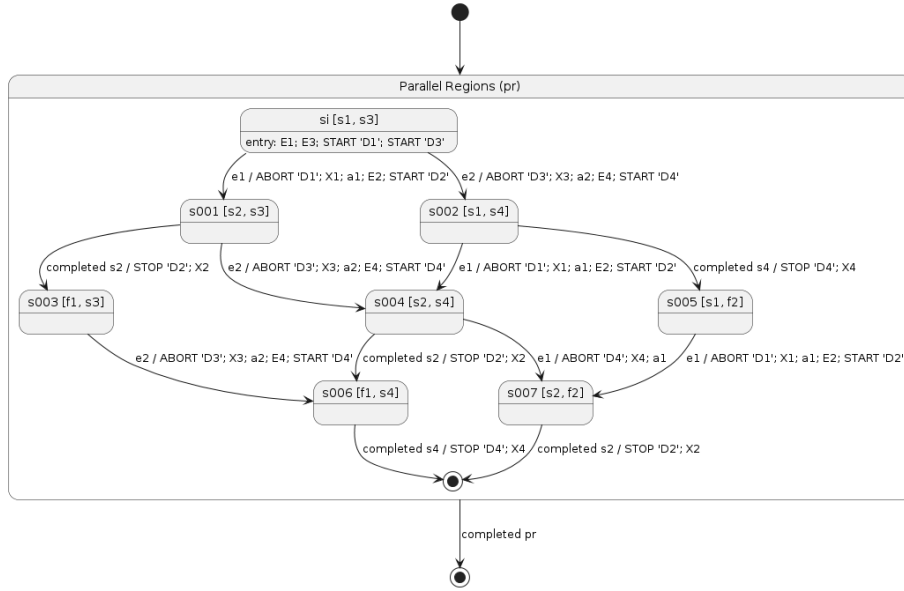 Parallel Regions (pr)
si [s1, s3]
entry: E1; E3; START 'D1'; START 'D3'
e1 / ABORT 'D1'; X1; a1; E2; START 'D2'
e2 / ABORT 'D3'; X3; a2; E4; START 'D4'
s001 [s2, s3]
s002 [s1, s4]
completed s2 / STOP 'D2'; X2
e2 / ABORT 'D3'; X3; a2; E4; START 'D4'
e1 / ABORT 'D1'; X1; a1; E2; START 'D2'
completed s4 / STOP 'D4'; X4
s003 [f1, s3]
s004 [s2, s4]
s005 [s1, f2]
e2 / ABORT 'D3'; X3; a2; E4; START 'D4'
completed s2 / STOP 'D2'; X2
e1 / ABORT 'D4'; X4; a1
e1 / ABORT 'D1'; X1; a1; E2; START 'D2'
s006 [f1, s4]
s007 [s2, f2]
completed s4 / STOP 'D4'; X4
completed s2 / STOP 'D2'; X2
completed pr